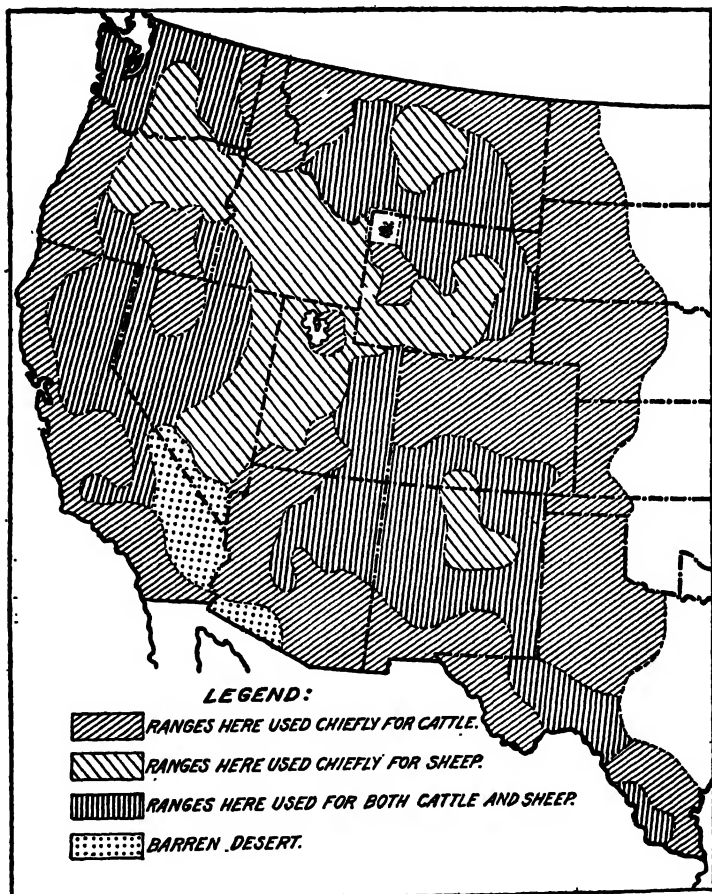 LEGEND:
RANGES HERE USED CHIEFLY FOR CATTLE.
RANGES HERE USED CHIEFLY FOR SHEEP.
RANGES HERE USED FOR BOTH CATTLE AND SHEEP.
BARREN DESERT.